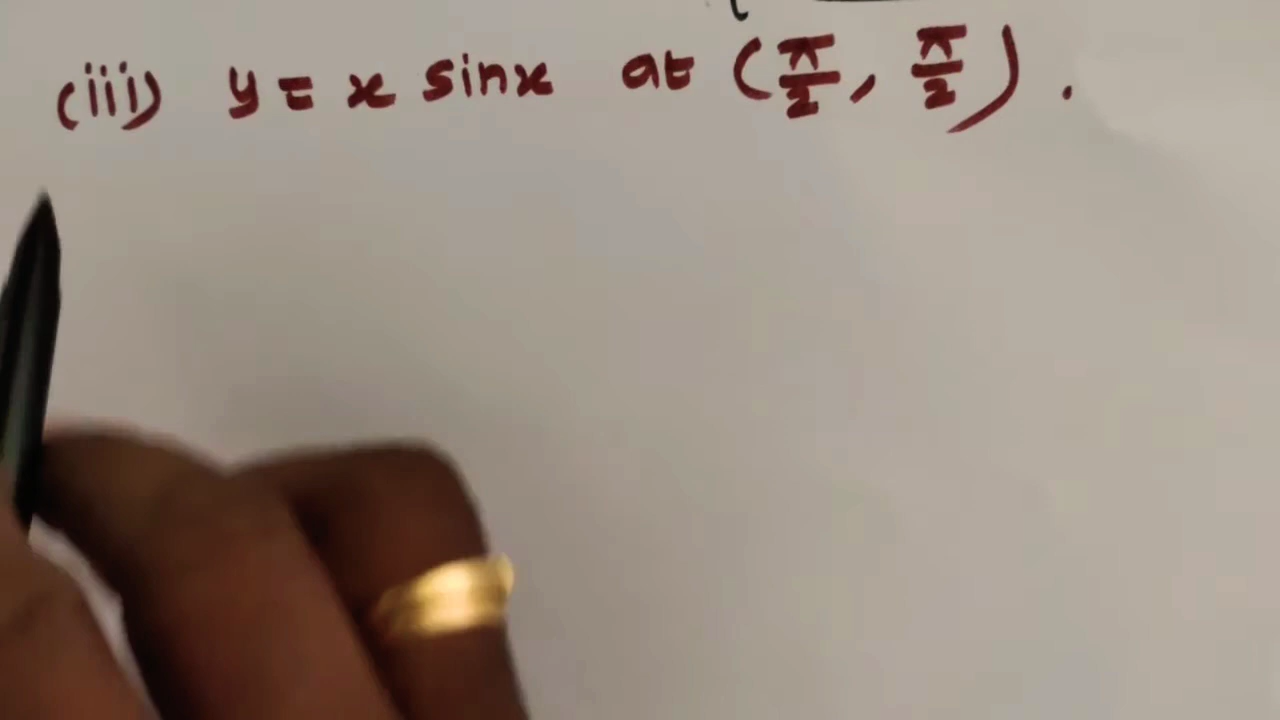 (iii) y = x sinx at (π/2, π/2).